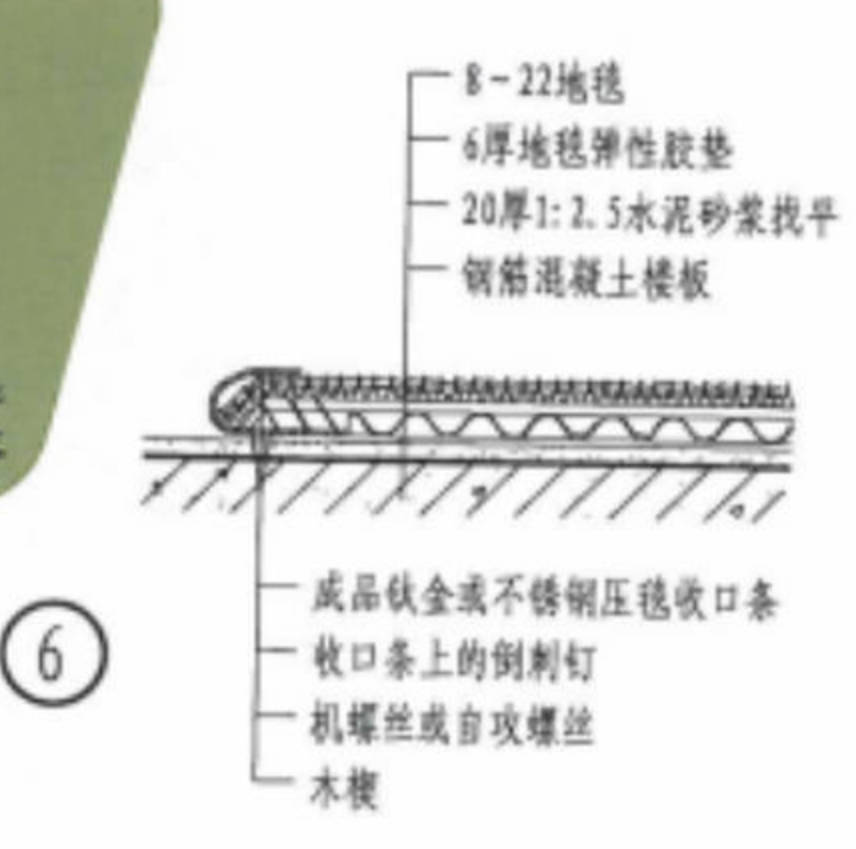 8-22地毯
6厚地毯弹性胶垫
20厚1:2.5水泥砂浆找平
钢筋混凝土楼板
成品钛金或不锈钢压毯收口条
收口条上的倒刺钉
机螺丝或自攻螺丝
木楔
6